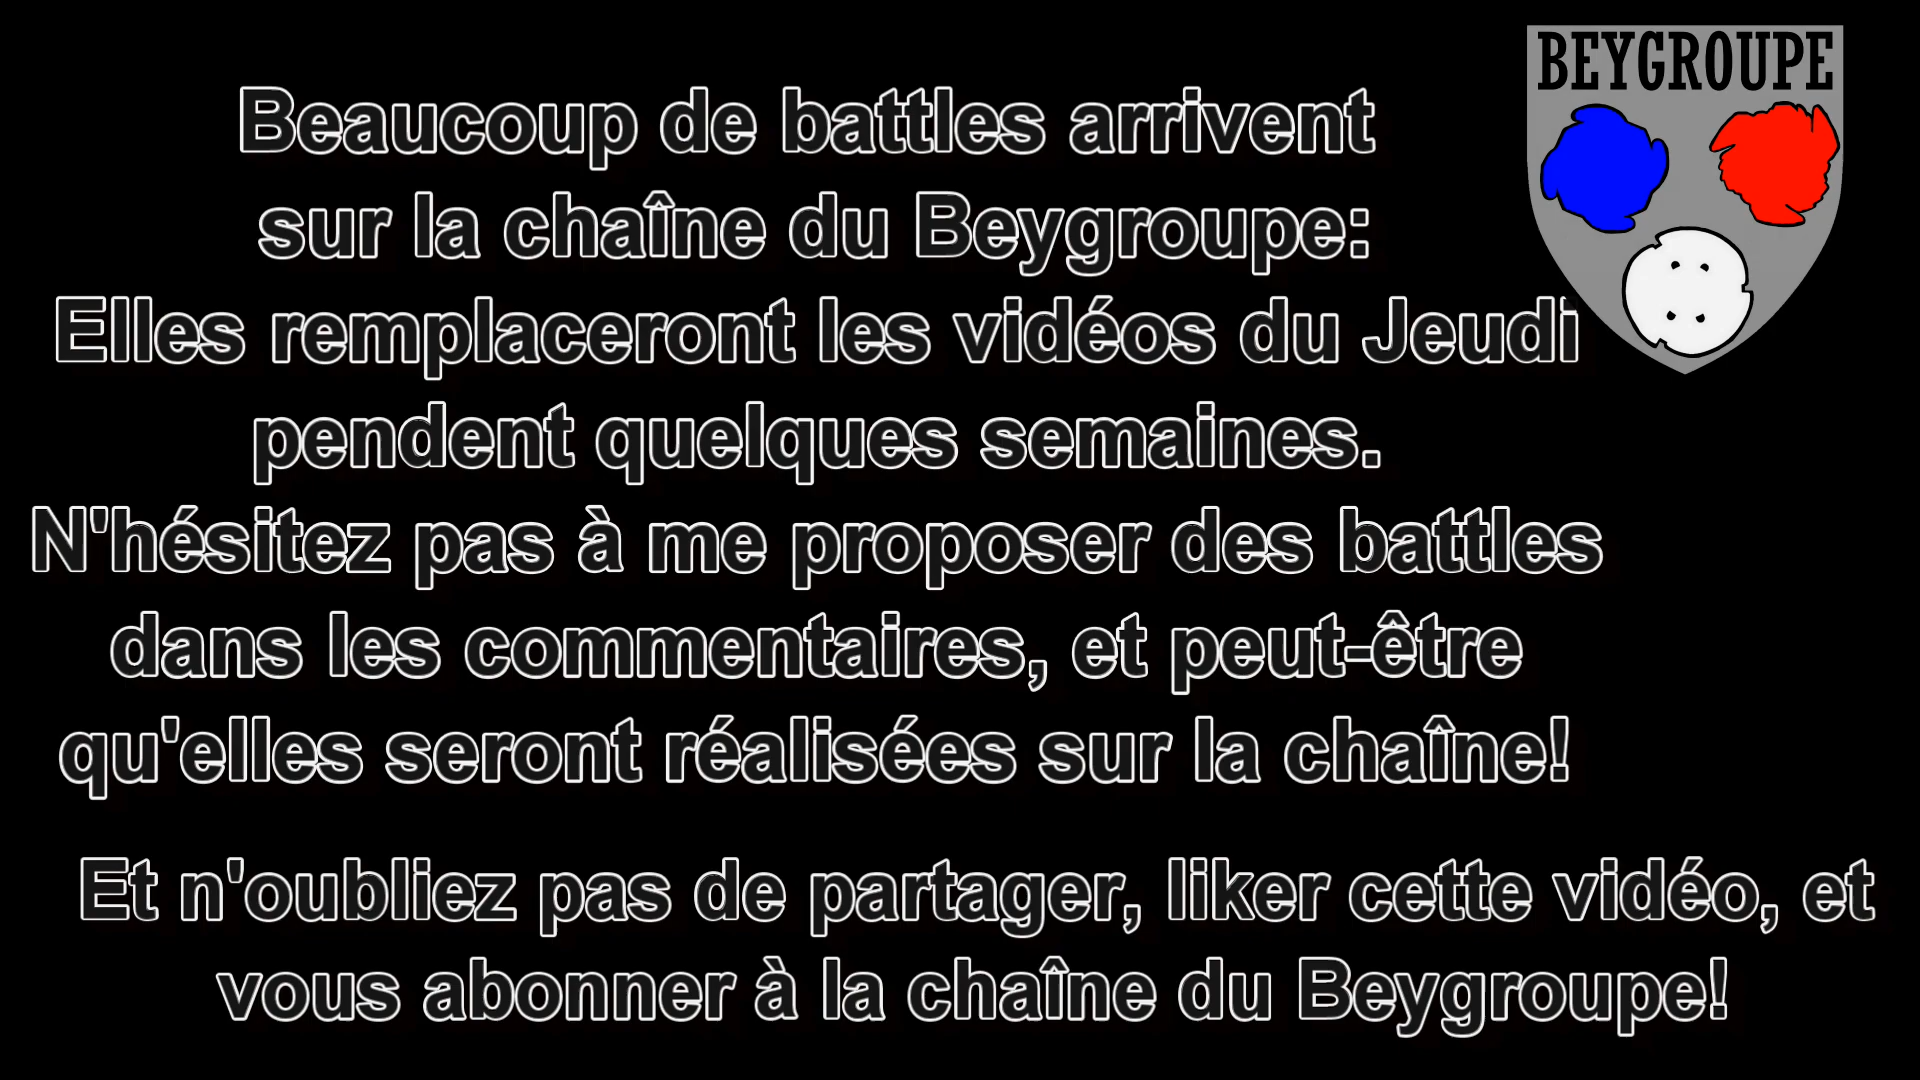 BEYGROUPE
Beaucoup de battles arrivent
sur la chaîne du Beygroupe:
Elles remplaceront les vidéos du Jeudi
pendent quelques semaines.
N'hésitez pas à me proposer des battles
dans les commentaires, et peut-être
qu'elles seront réalisées sur la chaîne!
Et n'oubliez pas de partager, liker cette vidéo, et
vous abonner à la chaîne du Beygroupe!